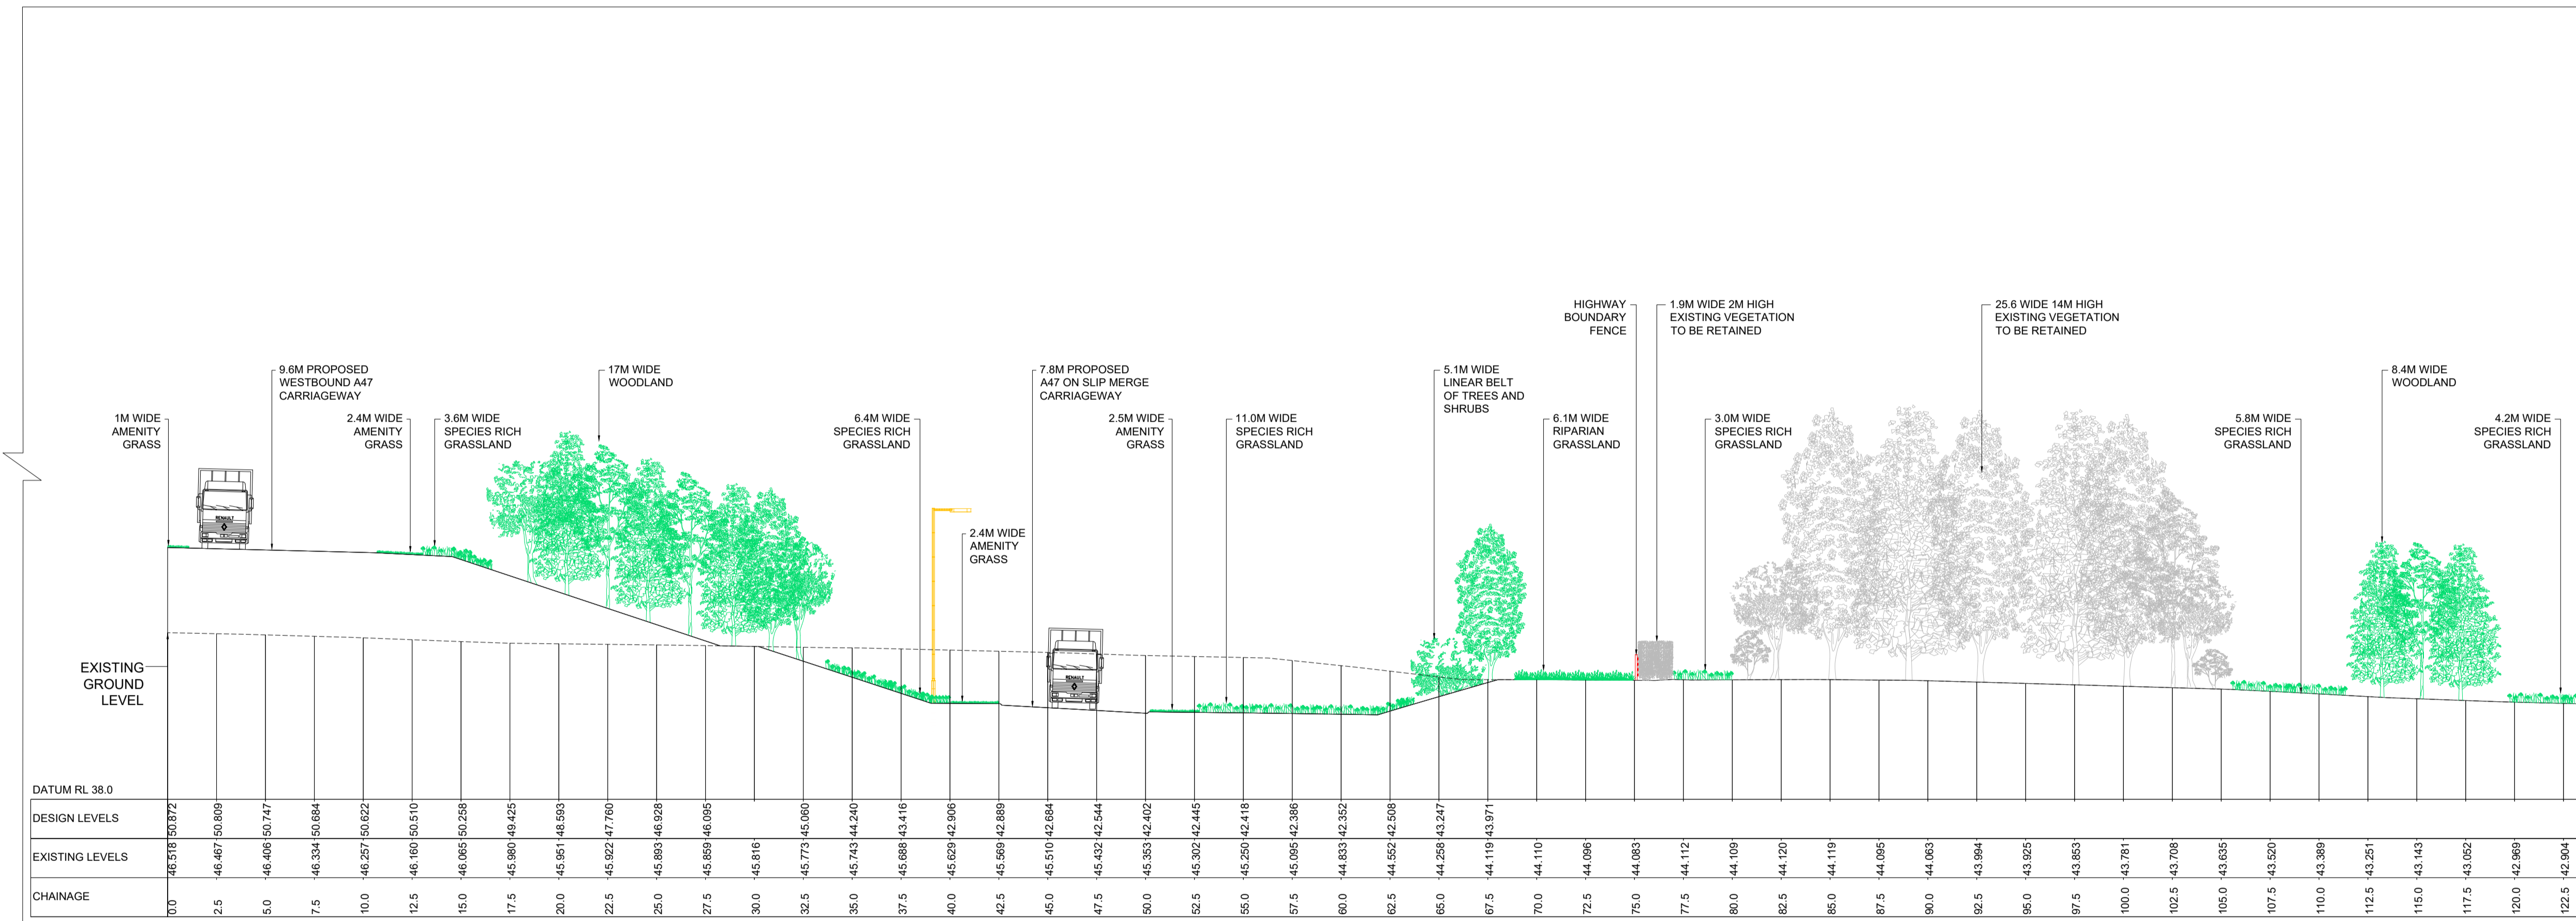 HIGHWAY
BOUNDARY
FENCE
1.9M WIDE 2M HIGH
EXISTING VEGETATION
TO BE RETAINED
25.6 WIDE 14M HIGH
EXISTING VEGETATION
TO BE RETAINED
9.6M PROPOSED
WESTBOUND A47
CARRIAGEWAY
17M WIDE
WOODLAND
7.8M PROPOSED
A47 ON SLIP MERGE
CARRIAGEWAY
5.1M WIDE
LINEAR BELT
OF TREES AND
SHRUBS
8.4M WIDE
WOODLAND
1M WIDE
AMENITY
GRASS
2.4M WIDE
AMENITY
GRASS
3.6M WIDE
SPECIES RICH
GRASSLAND
6.4M WIDE
SPECIES RICH
GRASSLAND
2.5M WIDE
AMENITY
GRASS
11.0M WIDE
SPECIES RICH
GRASSLAND
6.1M WIDE
RIPARIAN
GRASSLAND
3.0M WIDE
SPECIES RICH
GRASSLAND
5.8M WIDE
SPECIES RICH
GRASSLAND
4.2M WIDE
SPECIES RICH
GRASSLAND
RENAULT
2.4M WIDE
AMENITY
GRASS
RENAULT
EXISTING
GROUND
LEVEL
DATUM RL 38.0
DESIGN LEVELS 50.872 50.809 50.747 50.684 50.622 50.510 50.258 49.425 48.593 47.760 46.928 46.095 45.060 44.240 43.416 42.906 42.889 42.684 42.544 42.402 42.445 42.418 42.386 42.352 42.508 43.247 43.971
EXISTING LEVELS 46.518 46.467 46.406 46.334 46.257 46.160 46.065 45.980 45.951 45.922 45.893 45.859 45.816 45.773 45.743 45.688 45.629 45.569 45.510 45.432 45.353 45.302 45.250 45.095 44.833 44.552 44.258 44.119 44.110 44.096 44.083 44.112 44.109 44.120 44.119 44.095 44.063 43.994 43.925 43.853 43.781 43.708 43.635 43.520 43.389 43.251 43.143 43.052 42.969 42.904
CHAINAGE 0.0 2.5 5.0 7.5 10.0 12.5 15.0 17.5 20.0 22.5 25.0 27.5 30.0 32.5 35.0 37.5 40.0 42.5 45.0 47.5 50.0 52.5 55.0 57.5 60.0 62.5 65.0 67.5 70.0 72.5 75.0 77.5 80.0 82.5 85.0 87.5 90.0 92.5 95.0 97.5 100.0 102.5 105.0 107.5 110.0 112.5 115.0 117.5 120.0 122.5